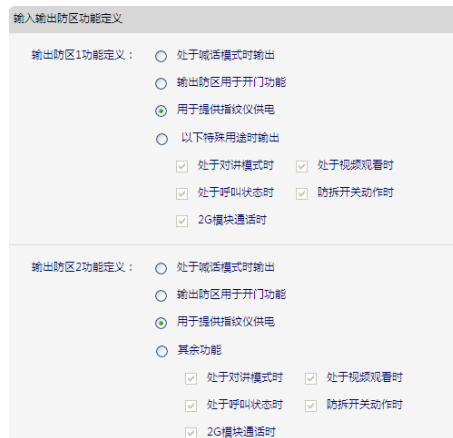 输入输出防区功能定义
输出防区1功能定义： 处于喊话模式时输出
输出防区用于开门功能
用于提供指纹仪供电
以下特殊用途时输出
处于对讲模式时 处于视频观看时
处于呼叫状态时 防拆开关动作时
2G模块通话时
输出防区2功能定义： 处于喊话模式时输出
输出防区用于开门功能
用于提供指纹仪供电
其余功能
处于对讲模式时 处于视频观看时
处于呼叫状态时 防拆开关动作时
2G模块通话时